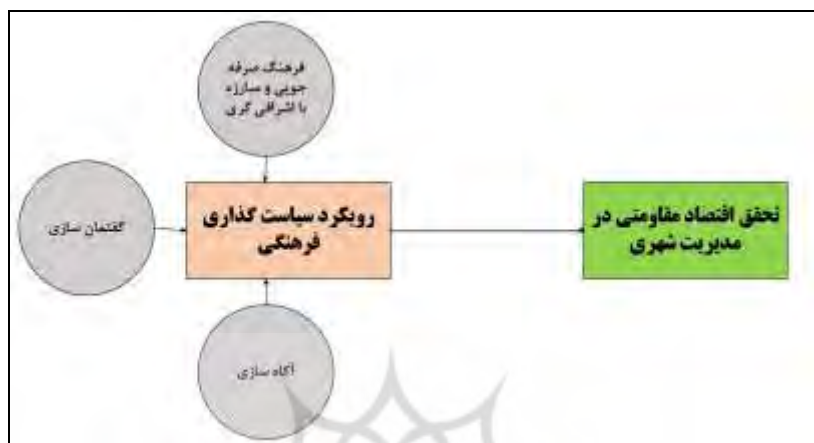 فرهنگ صرفه
جویی و مبارزه
با اشرافی گری
تحقق اقتصاد مقاومتی در
مدیریت شهری
رویکرد سیاست گذاری
فرهنگی
گفتمان سازی
آگاه سازی